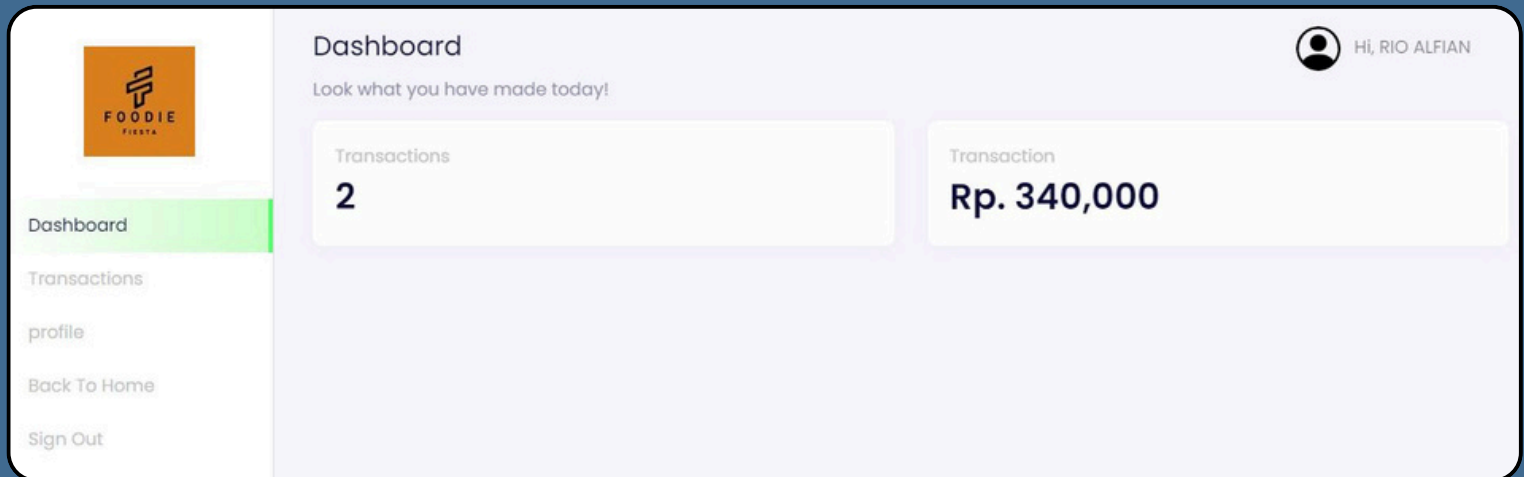 FOODIE
FIESTA
Dashboard
Transactions
profile
Back To Home
Sign Out
Dashboard
Look what you have made today!
Hi, RIO ALFIAN
Transactions
2
Transaction
Rp. 340,000